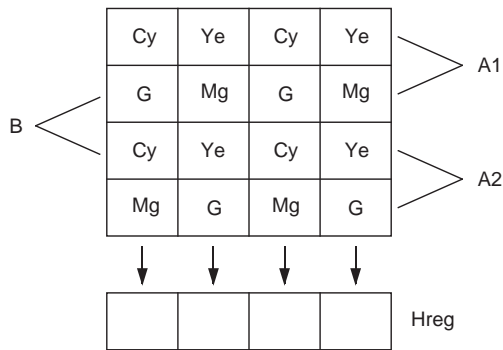 Cy Ye Cy Ye
A1
G Mg G Mg
B
Cy Ye Cy Ye
A2
Mg G Mg G
Hreg